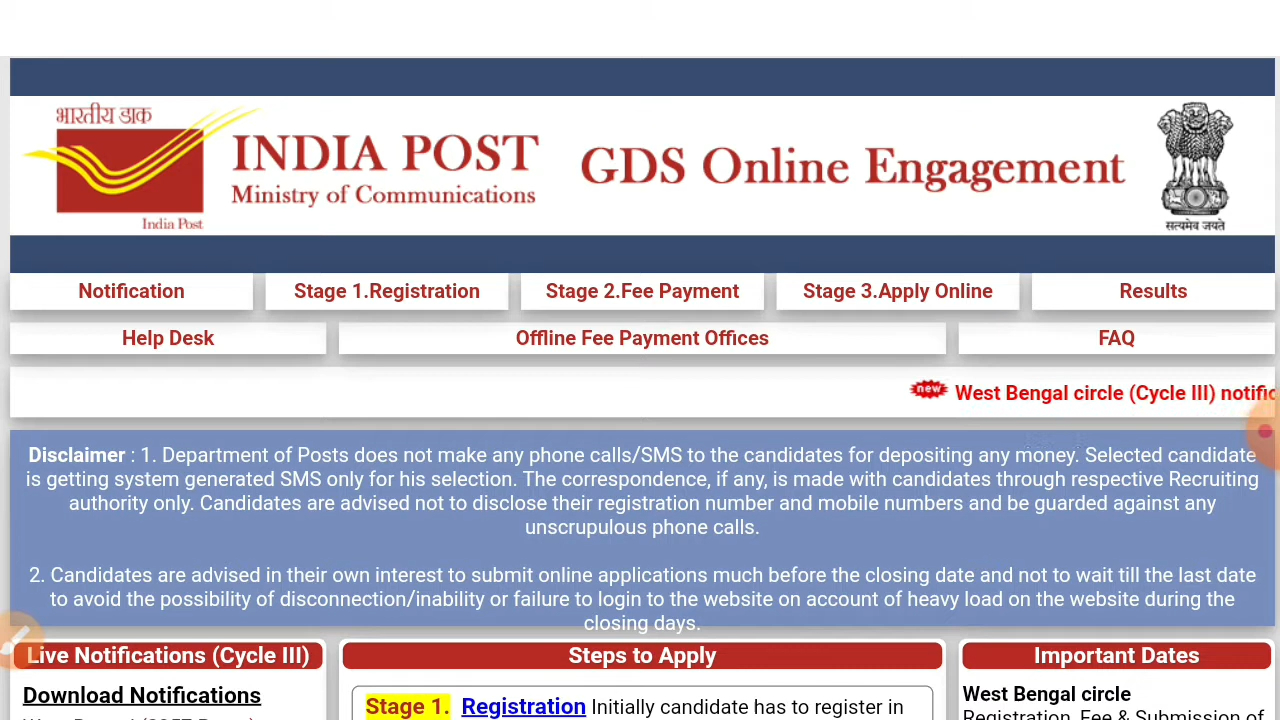 भारतीय डाक
INDIA POST
Ministry of Communications
India Post
GDS Online Engagement
सत्यमेव जयते
Notification
Stage 1.Registration
Stage 2.Fee Payment
Stage 3.Apply Online
Results
Help Desk
Offline Fee Payment Offices
FAQ
new West Bengal circle (Cycle III)
Disclaimer : 1. Department of Posts does not make any phone calls/SMS to the candidates for depositing any money. Selected candidate
is getting system generated SMS only for his selection. The correspondence, if any, is made with candidates through respective Recruiting
authority only. Candidates are advised not to disclose their registration number and mobile numbers and be guarded against any
unscrupulous phone calls.
2. Candidates are advised in their own interest to submit online applications much before the closing date and not to wait till the last date
to avoid the possibility of disconnection/inability or failure to login to the website on account of heavy load on the website during the
closing days.
Live Notifications (Cycle III)
Download Notifications
Steps to Apply
Stage 1. Registration Initially candidate has to register in
Important Dates
West Bengal circle
Registration, Fee & Submission of